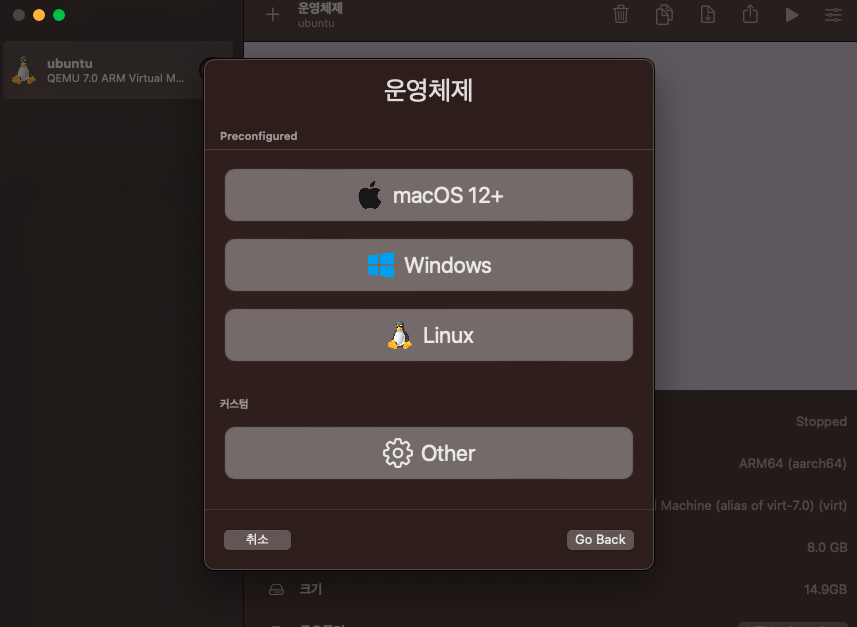 운영체제
ubuntu
ubuntu
QEMU 7.0 ARM Virtual M...
운영체제
Preconfigured
macOS 12+
Windows
Linux
커스텀
Other
취소
Go Back
Stopped
ARM64 (aarch64)
Machine (alias of virt-7.0) (virt)
8.0 GB
크기
14.9GB